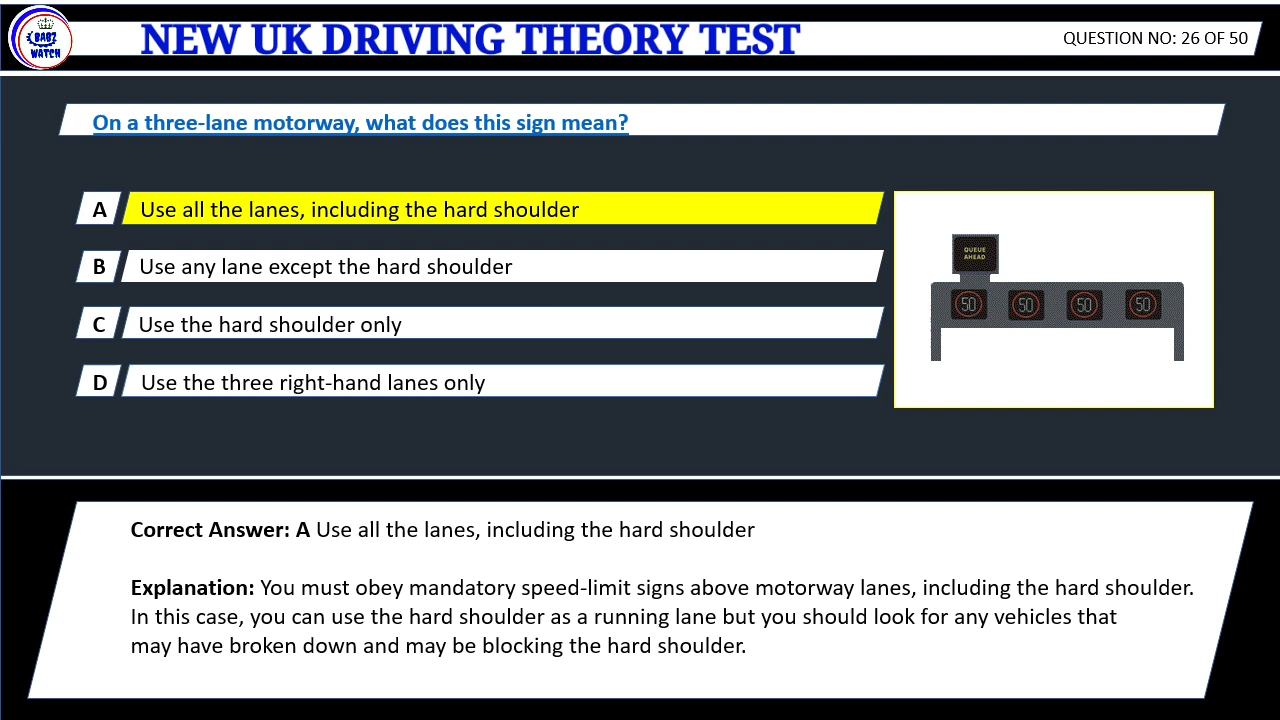 BABZ
WATCH
NEW UK DRIVING THEORY TEST
QUESTION NO: 26 OF 50
On a three-lane motorway, what does this sign mean?
A Use all the lanes, including the hard shoulder
B Use any lane except the hard shoulder
C Use the hard shoulder only
D Use the three right-hand lanes only
QUEUE
AHEAD
50 50 50 50
Correct Answer: A Use all the lanes, including the hard shoulder
Explanation: You must obey mandatory speed-limit signs above motorway lanes, including the hard shoulder.
In this case, you can use the hard shoulder as a running lane but you should look for any vehicles that
may have broken down and may be blocking the hard shoulder.